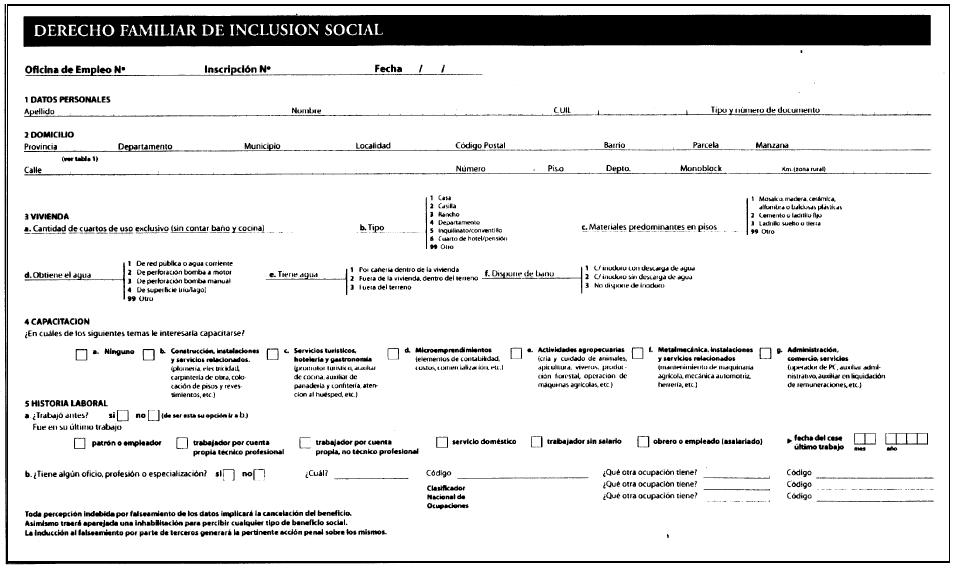 DERECHO FAMILIAR DE INCLUSION SOCIAL
Oficina de Empleo Nº Inscripción Nº Fecha / /
1 DATOS PERSONALES
Apellido Nombre CUIL Tipo y número de documento
2 DOMICILIO
Provincia Departamento Municipio Localidad Código Postal Barrio Parcela Manzana
(ver tabla 1)
Calle Número Piso Depto. Monoblock Km. (zona rural)
3 VIVIENDA
a. Cantidad de cuartos de uso exclusivo (sin contar baño y cocina)
b. Tipo
1 Casa
2 Casilla
3 Rancho
4 Departamento
5 Inquilinato/conventillo
6 Cuarto de hotel/pensión
99 Otro
c. Materiales predominantes en pisos
1 Mosaico, madera, cerámica,
alfombra o baldosas plásticas
2 Cemento o ladrillo fijo
3 Ladrillo suelto o tierra
99 Otro
d. Obtiene el agua
1 De red publica o agua corriente
2 De perforación bomba a motor
3 De perforación bomba manual
4 De superficie (rio/lago)
99 Otro
e. Tiene agua
1 Por cañeria dentro de la vivienda
2 Fuera de la vivienda, dentro del terreno
3 Fuera del terreno
f. Dispone de bano
1 C/ inodoro con descarga de agua
2 C/ inodoro sin descarga de agua
3 No dispone de inodoro
4 CAPACITACION
¿En cuáles de los siguientes temas le interesaría capacitarse?
a. Ninguno
b. Construcción, instalaciones
y servicios relacionados.
(plomería, electricidad,
carpintería de obra, colo-
cación de pisos y reves-
timientos, etc.)
c. Servicios turísticos,
hotelería y gastronomía
(promotor turístico, auxiliar
de cocina, auxiliar de
panadería y confitería, aten-
cion al huésped, etc.)
d. Microemprendimientos
(elementos de contabilidad,
costos, comercialización, etc.)
e. Actividades agropecuarias
(cria y cuidado de animales,
apicultura, viveros, produc-
ción forestal, operacion de
máquinas agrícolas, etc.)
f. Metalmecánica, instalaciones
y servicios relacionados
(mantenimiento de maquinaria
agrícola, mecánica automotriz,
herrería, etc.)
g. Administración,
comercio, servicios
(operador de PC, auxiliar admi-
nistrativo, auxiliar en liquidación
de remuneraciones, etc.)
5 HISTORIA LABORAL
a. ¿Trabajó antes? si no (de ser esta su opción ir a b.)
Fue en su último trabajo
patrón o empleador
trabajador por cuenta
propia técnico profesional
trabajador por cuenta
propia, no técnico profesional
servicio doméstico
trabajador sin salario
obrero o empleado (asalariado)
fecha del cese
último trabajo mes año
b. ¿Tiene algún oficio, profesión o especialización? si no ¿Cuál? Código ¿Qué otra ocupación tiene? Código
Clasificador ¿Qué otra ocupación tiene? Código
Nacional de ¿Qué otra ocupación tiene? Código
Ocupaciones
Toda percepción indebida por falseamiento de los datos implicará la cancelación del beneficio.
Asimismo traerá aparejada una inhabilitación para percibir cualquier tipo de beneficio social.
La inducción al falseamiento por parte de terceros generará la pertinente acción penal sobre los mismos.